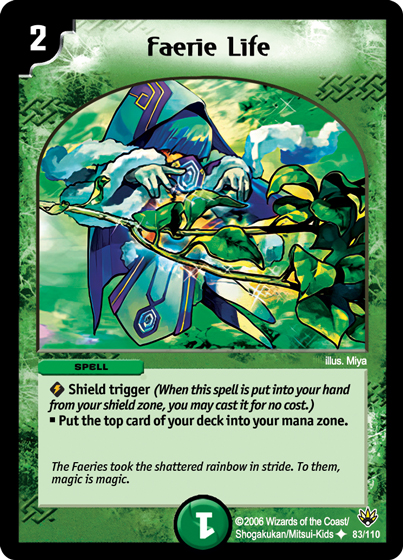 2
Faerie Life
illus. Miya
SPELL
Shield trigger (When this spell is put into your hand
from your shield zone, you may cast it for no cost.)
▪ Put the top card of your deck into your mana zone.
The Faeries took the shattered rainbow in stride. To them,
magic is magic.
1
©2006 Wizards of the Coast/
Shogakukan/Mitsui-Kids ✦ 83/110